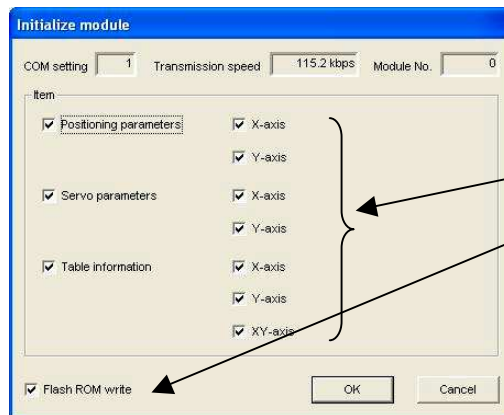 Initialize module
COM setting 1 Transmission speed 115.2 kbps Module No. 0
Item
Positioning parameters X-axis
Y-axis
Servo parameters X-axis
Y-axis
Table information X-axis
Y-axis
XY-axis
Flash ROM write OK Cancel